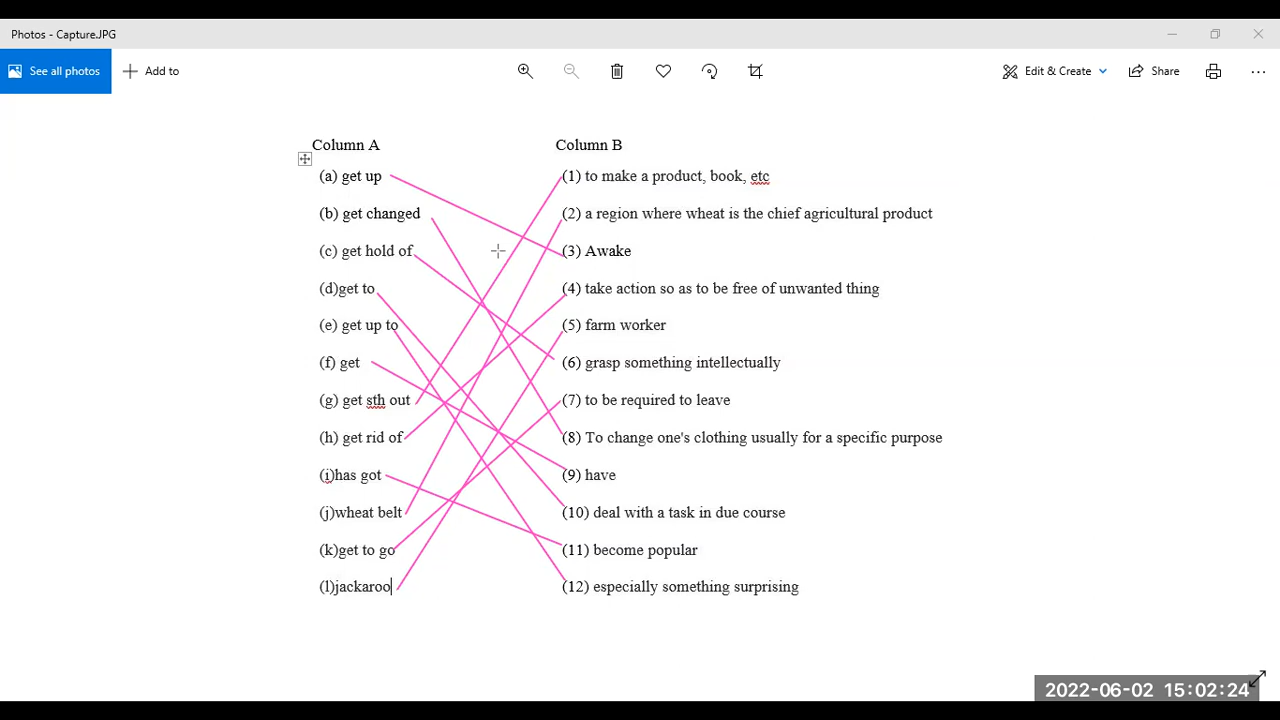 Photos - Capture.JPG
See all photos
Add to
Edit & Create
Share
Column A Column B
(a) get up (1) to make a product, book, etc
(b) get changed (2) a region where wheat is the chief agricultural product
(c) get hold of (3) Awake
(d)get to (4) take action so as to be free of unwanted thing
(e) get up to (5) farm worker
(f) get (6) grasp something intellectually
(g) get sth out (7) to be required to leave
(h) get rid of (8) To change one's clothing usually for a specific purpose
(i)has got (9) have
(j)wheat belt (10) deal with a task in due course
(k)get to go (11) become popular
(l)jackaroo (12) especially something surprising
2022-06-02 15:02:24